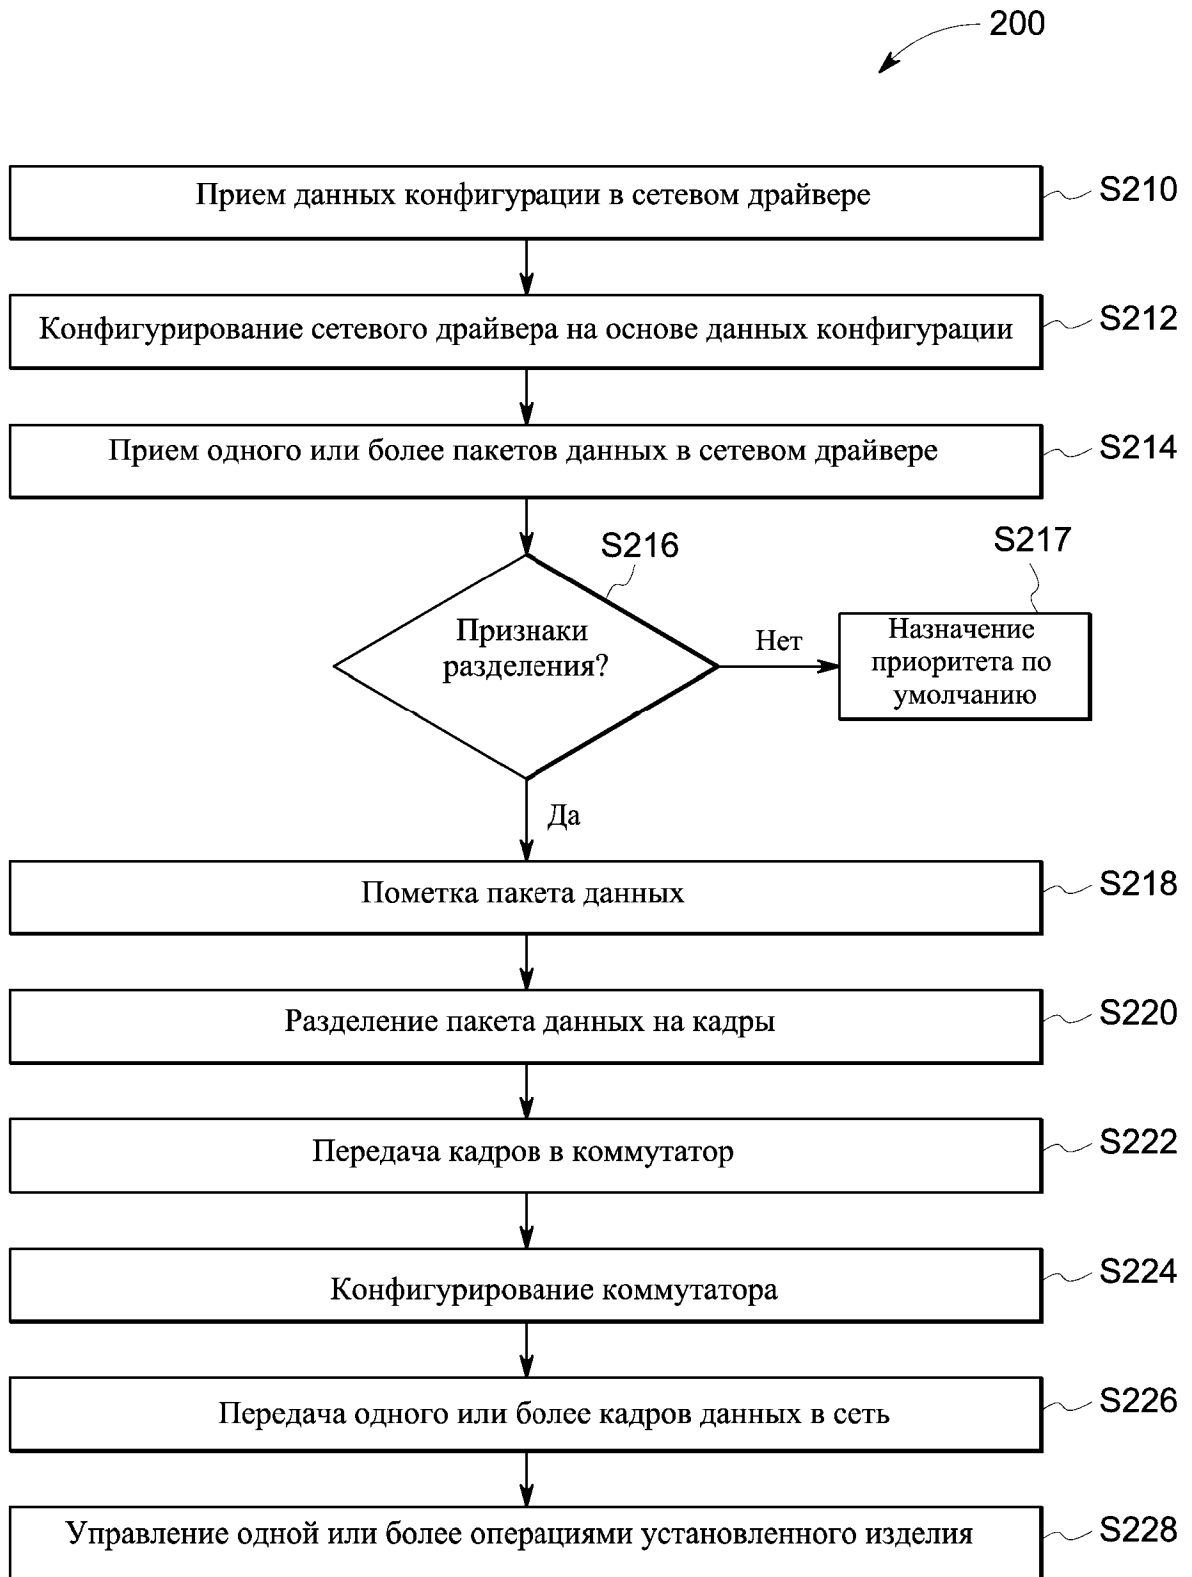 200
Прием данных конфигурации в сетевом драйвере
S210
Конфигурирование сетевого драйвера на основе данных конфигурации
S212
Прием одного или более пакетов данных в сетевом драйвере
S214
S216
S217
Признаки
разделения?
Нет
Назначение
приоритета по
умолчанию
Да
Пометка пакета данных
S218
Разделение пакета данных на кадры
S220
Передача кадров в коммутатор
S222
Конфигурирование коммутатора
S224
Передача одного или более кадров данных в сеть
S226
Управление одной или более операциями установленного изделия
S228